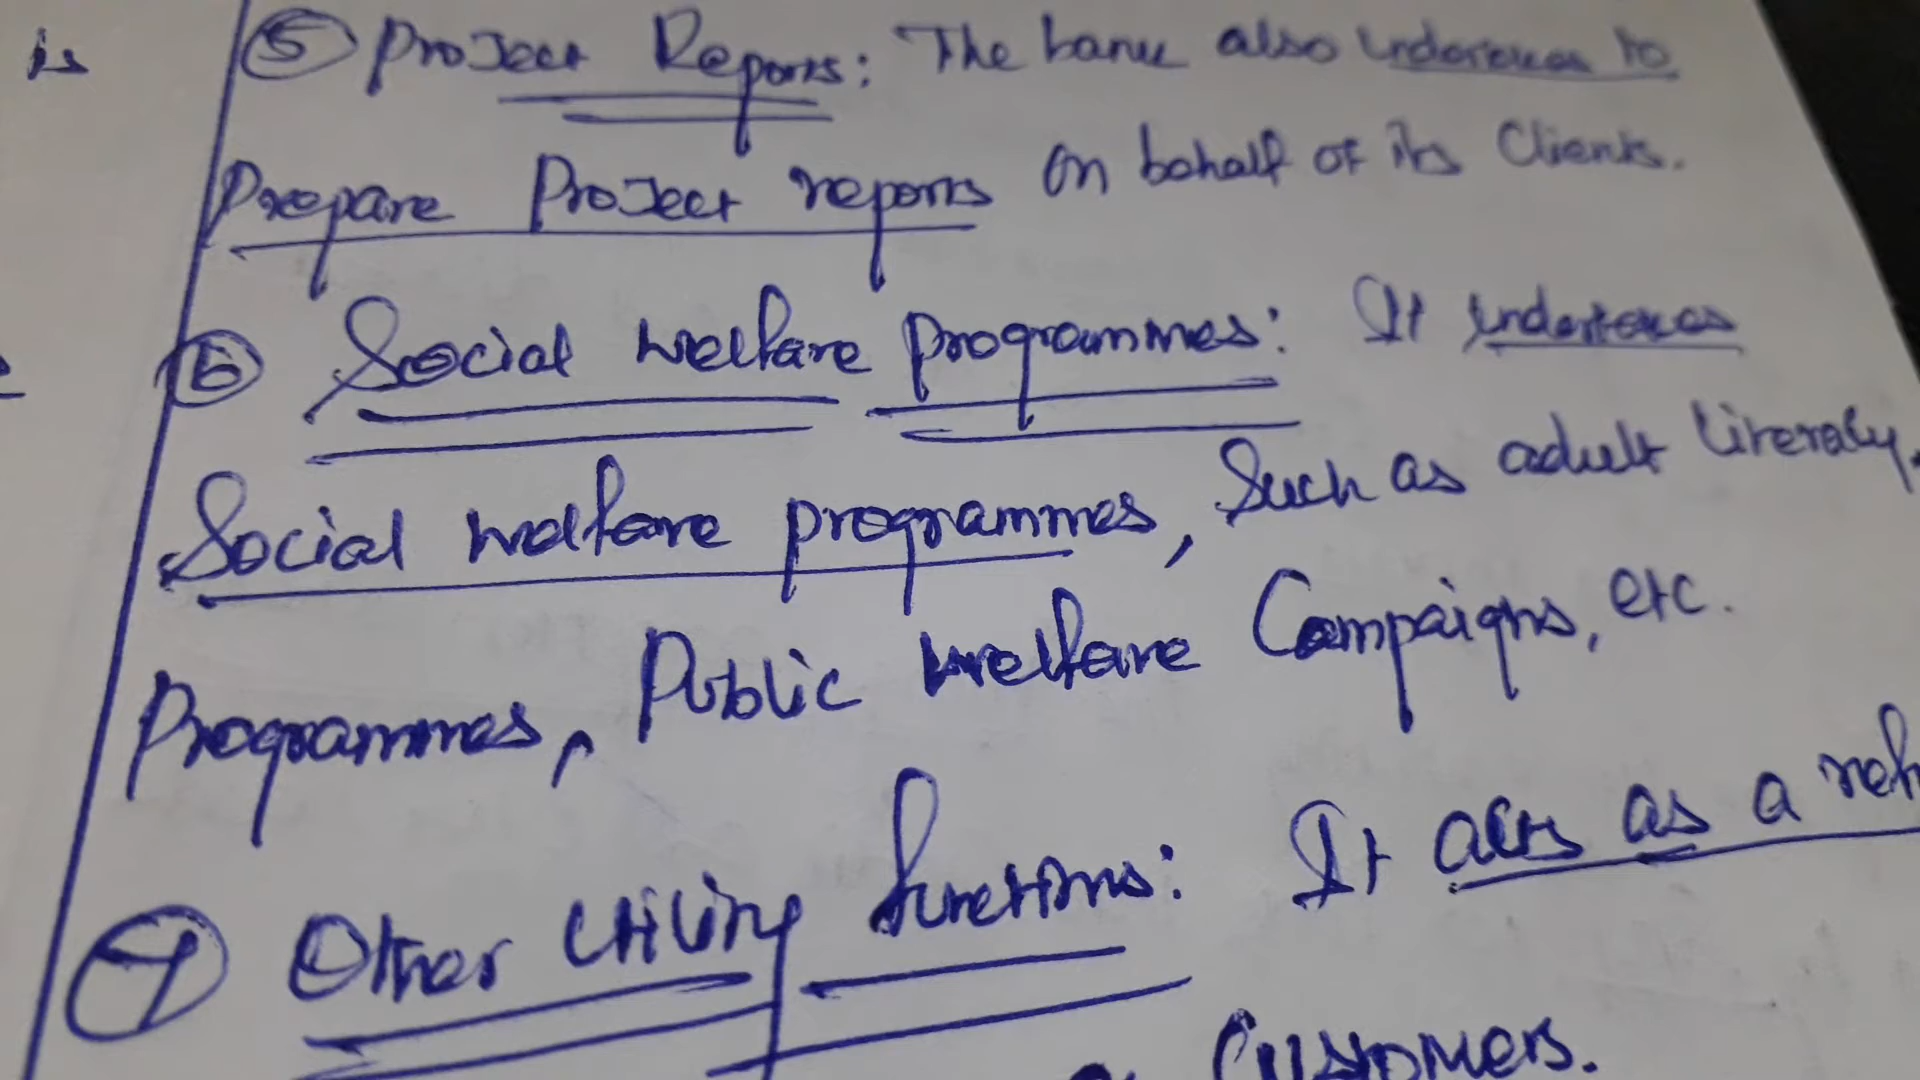 is
⑤ Project Reports: The bank also undertakes to
Prepare Project reports on behalf of its Clients.
⑥ Social welfare programmes: It undertakes
Social welfare programmes, Such as adult literacy
Programmes, Public welfare Campaigns, etc.
⑦ Other Utility functions: It acts as a
Customers.